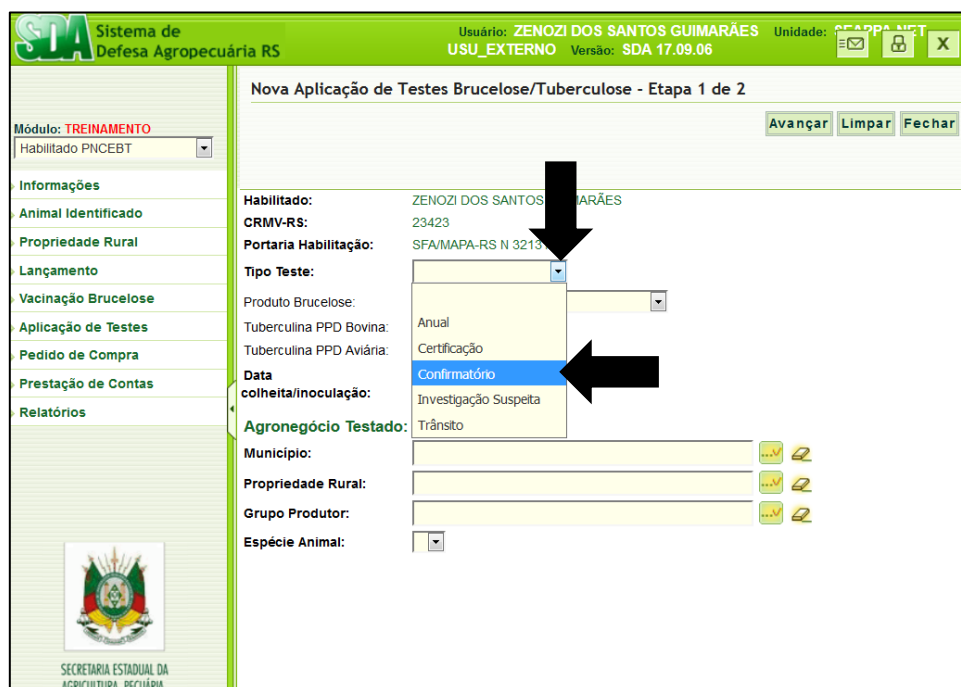 SDA
Sistema de
Defesa Agropecuária RS
Usuário: ZENOZI DOS SANTOS GUIMARÃES Unidade:
USU_EXTERNO Versão: SDA 17.09.06
X
Nova Aplicação de Testes Brucelose/Tuberculose - Etapa 1 de 2
Avançar Limpar Fechar
Módulo: TREINAMENTO
Habilitado PNCEBT
Informações
Animal Identificado
Propriedade Rural
Lançamento
Vacinação Brucelose
Aplicação de Testes
Pedido de Compra
Prestação de Contas
Relatórios
Habilitado: ZENOZI DOS SANTOS
CRMV-RS: 23423
Portaria Habilitação: SFA/MAPA-RS N
Tipo Teste:
Produto Brucelose:
Tuberculina PPD Bovina:
Tuberculina PPD Aviária:
Data
colheita/inoculação:
Anual
Certificação
Confirmatório
Investigação Suspeita
Trânsito
Agronegócio Testado:
Município:
Propriedade Rural:
Grupo Produtor:
Espécie Animal:
SECRETARIA ESTADUAL DA
AGRICULTURA, PECUÁRIA